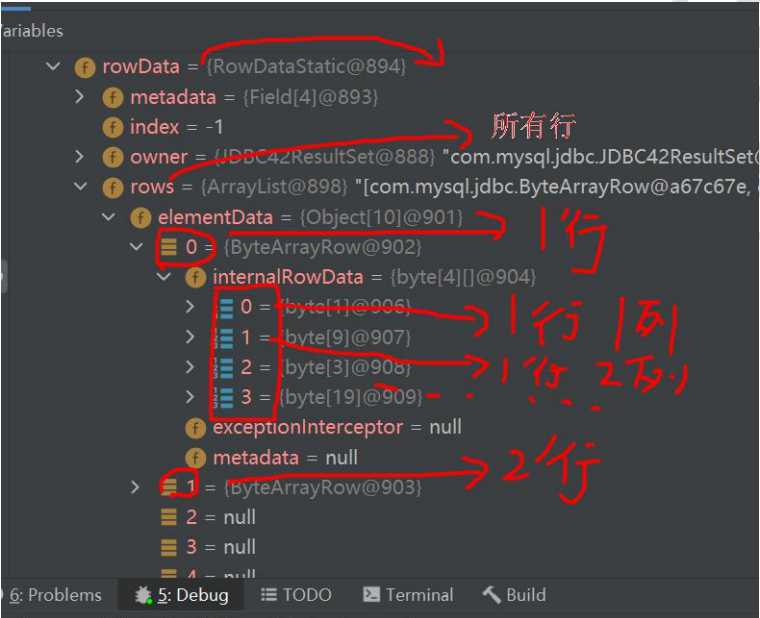 ariables
rowData = {RowDataStatic@894}
metadata = {Field[4]@893}
index = -1
所有行
owner = {JDBC42ResultSet@888} "com.mysql.jdbc.JDBC42ResultSet@
rows = {ArrayList@898} "[com.mysql.jdbc.ByteArrayRow@a67c67e,
elementData = {Object[10]@901}
1行
0 = {ByteArrayRow@902}
internalRowData = {byte[4][]@904}
0 = {byte[1]@906}
1行 1列
1 = {byte[9]@907}
2 = {byte[3]@908}
1行 2列
3 = {byte[19]@909}
exceptionInterceptor = null
metadata = null
2行
1 = {ByteArrayRow@903}
2 = null
3 = null
4 = null
6: Problems 5: Debug TODO Terminal Build